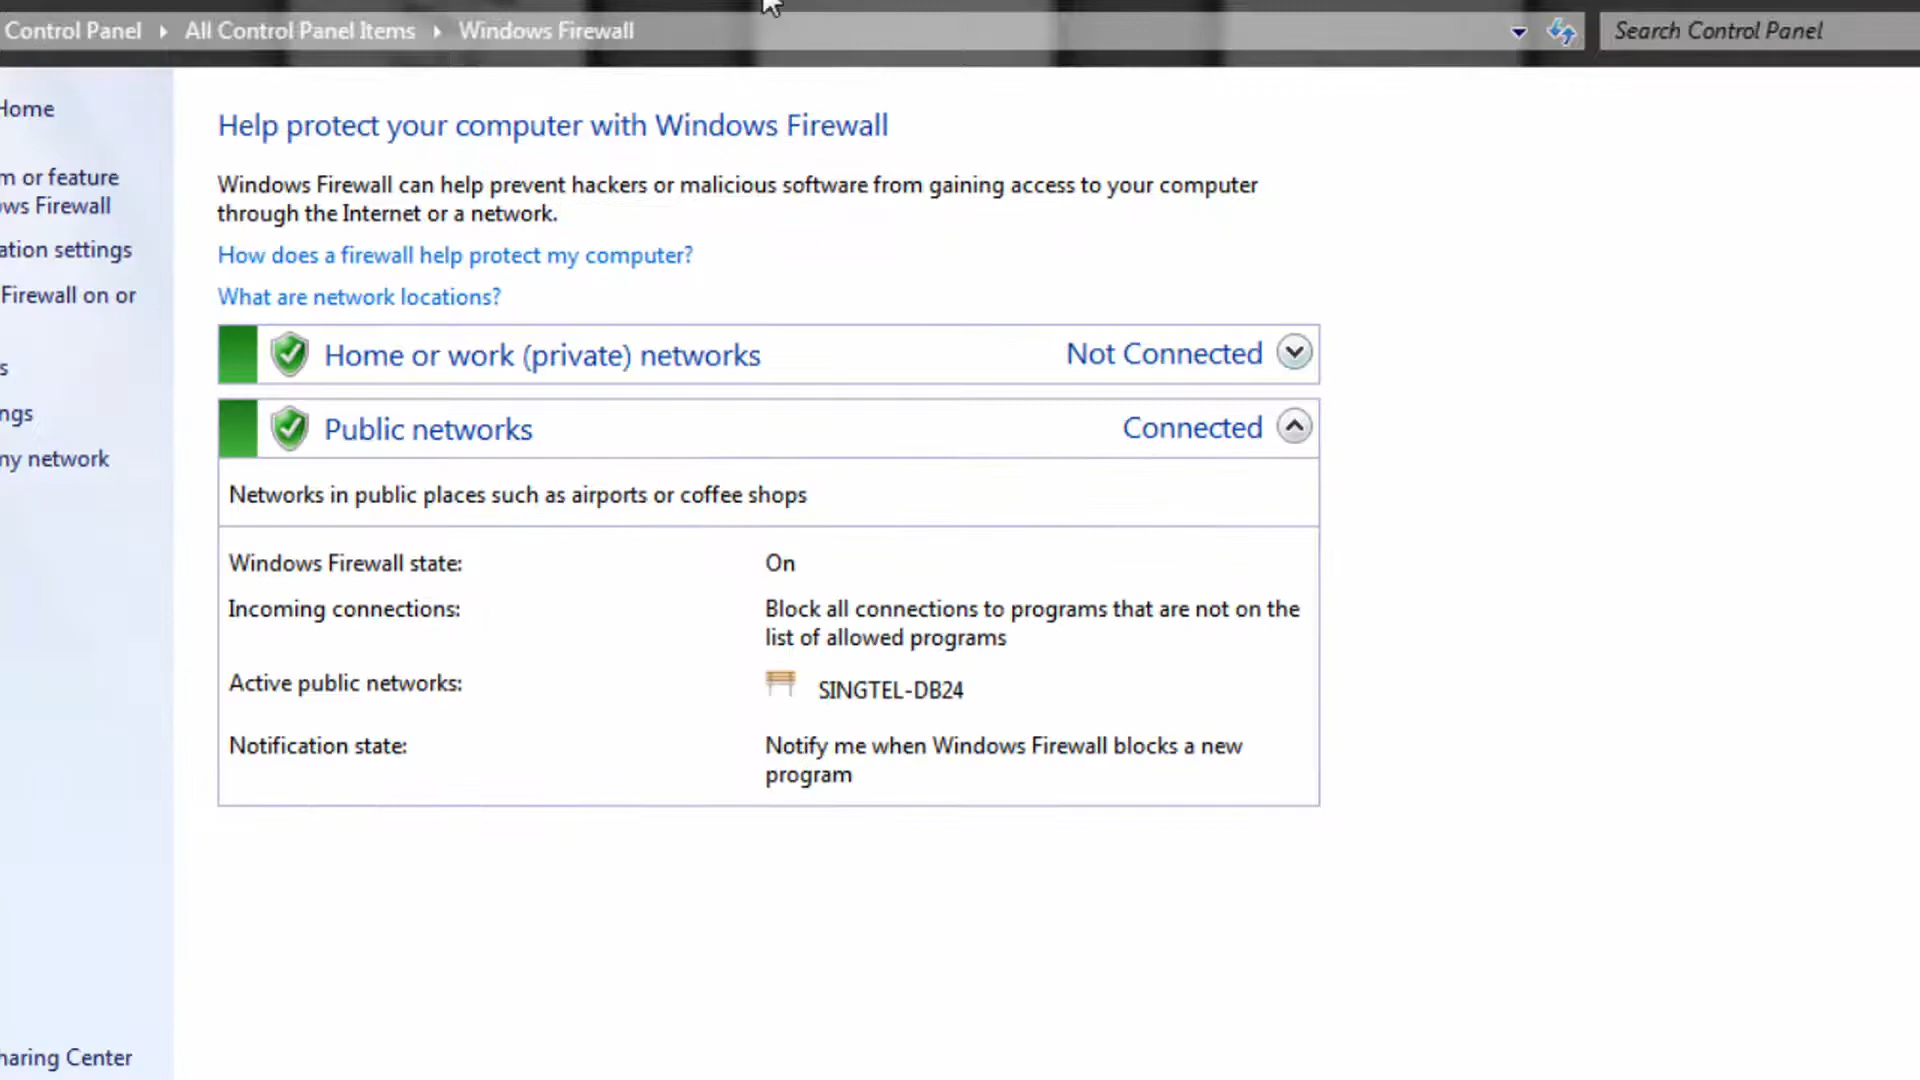 Control Panel
All Control Panel Items
Windows Firewall
Search Control Panel
Home
m or feature
ows Firewall
ation settings
Firewall on or
s
ngs
my network
haring Center
Help protect your computer with Windows Firewall
Windows Firewall can help prevent hackers or malicious software from gaining access to your computer
through the Internet or a network.
How does a firewall help protect my computer?
What are network locations?
Home or work (private) networks
Not Connected
Public networks
Connected
Networks in public places such as airports or coffee shops
Windows Firewall state:
On
Incoming connections:
Block all connections to programs that are not on the
list of allowed programs
Active public networks:
SINGTEL-DB24
Notification state:
Notify me when Windows Firewall blocks a new
program